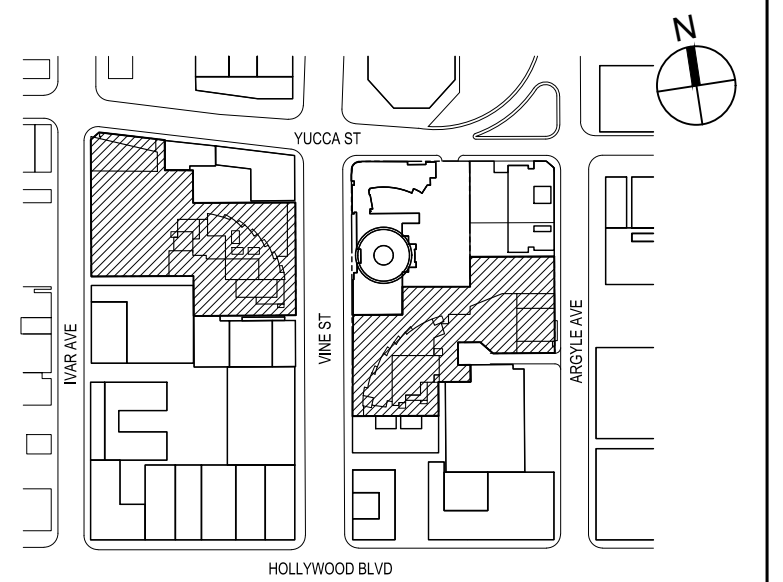 N
YUCCA ST
IVAR AVE
VINE ST
ARGYLE AVE
HOLLYWOOD BLVD